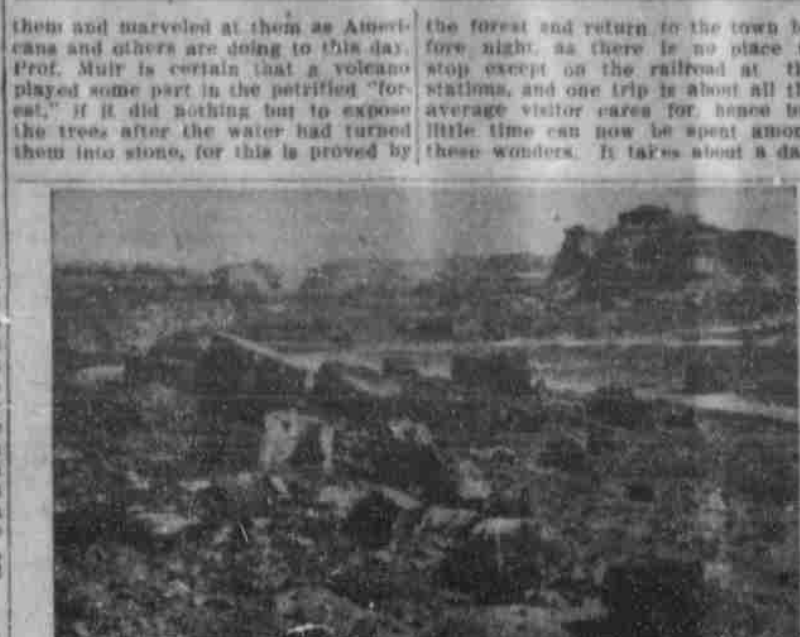 them and marveled at them as Ameri-
cans and others are doing to this day.
Prof. Muir is certain that a volcano
played some part in the petrified "for-
est," if it did nothing but to expose
the trees after the water had turned
them into stone, for this is proved by
the forest and return to the town b
fore night, as there is no place
stop except on the railroad at th
stations, and one trip is about all th
average visitor cares for, hence
little time can now be spent amon
these wonders. It takes about a da